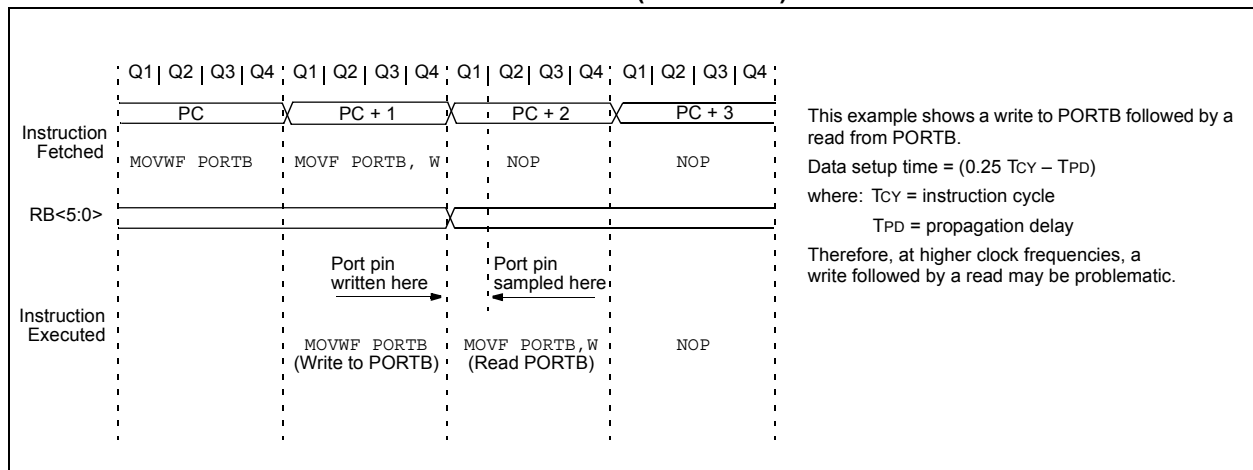 Q1 | Q2 | Q3 | Q4 Q1 | Q2 | Q3 | Q4 Q1 | Q2 | Q3 | Q4 Q1 | Q2 | Q3 | Q4
PC PC + 1 PC + 2 PC + 3
Instruction
Fetched
MOVWF PORTB MOVF PORTB, W NOP NOP
RB<5:0>
Port pin
written here
Port pin
sampled here
Instruction
Executed
MOVWF PORTB
(Write to PORTB)
MOVF PORTB,W
(Read PORTB)
NOP
This example shows a write to PORTB followed by a
read from PORTB.
Data setup time = (0.25 TCY – TPD)
where: TCY = instruction cycle
TPD = propagation delay
Therefore, at higher clock frequencies, a
write followed by a read may be problematic.